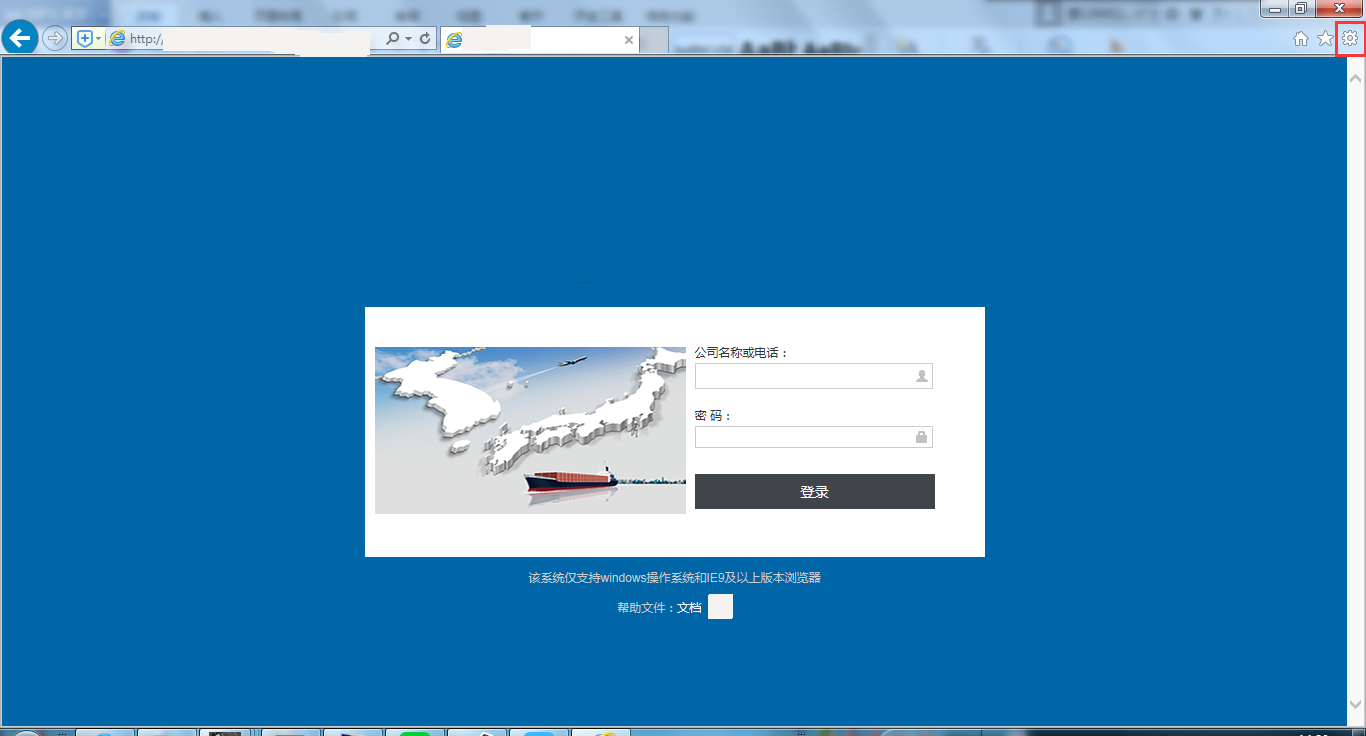 http://
公司名称或电话：
密 码：
登录
该系统仅支持windows操作系统和IE9及以上版本浏览器
帮助文件：文档